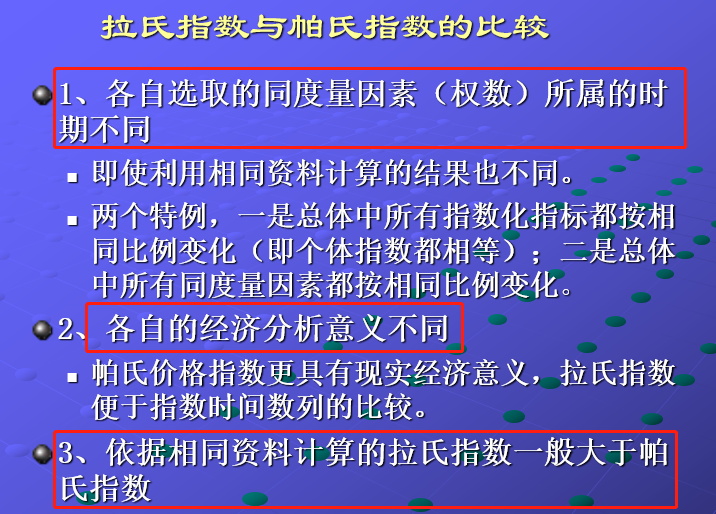 拉氏指数与帕氏指数的比较
1、各自选取的同度量因素（权数）所属的时
期不同
即使利用相同资料计算的结果也不同。
两个特例，一是总体中所有指数化指标都按相
同比例变化（即个体指数都相等）；二是总体
中所有同度量因素都按相同比例变化。
2、各自的经济分析意义不同
帕氏价格指数更具有现实经济意义，拉氏指数
便于指数时间数列的比较。
3、依据相同资料计算的拉氏指数一般大于帕
氏指数